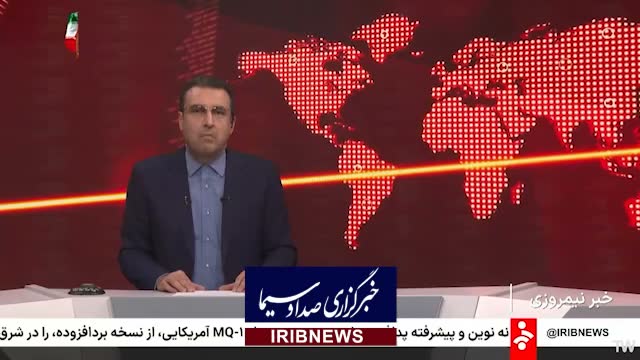 خبرگزاری صدا و سیما
IRIBNEWS
خبر نیمروزی
@IRIBNEWS
نه نوین و پیشرفته
MQ-1 آمریکایی، از نسخه بردافزوده، را در شرق
TW